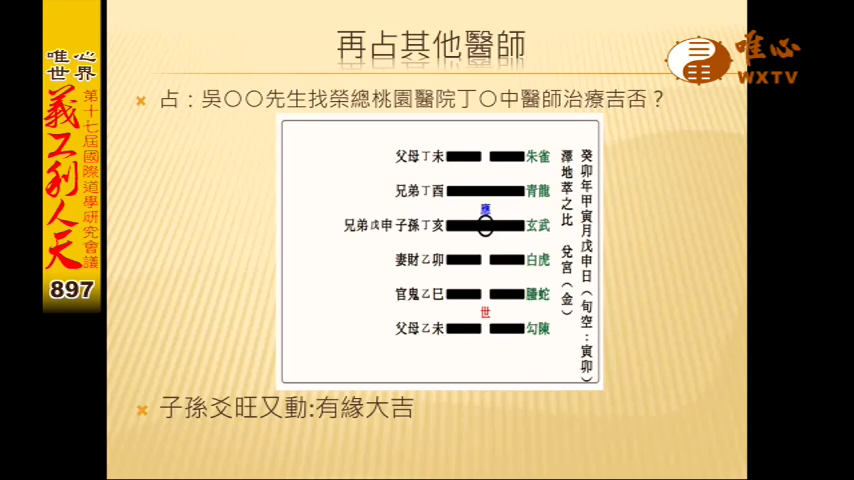 唯心
世界
第十七屆國際道學研究會議
義工利人天
897
再占其他醫師
唯心
WXTV
占：吳〇〇先生找榮總桃園醫院丁〇中醫師治療吉否？
父母丁未 朱雀
兄弟丁酉 青龍
應
兄弟戊申 子孫丁亥 玄武
妻財乙卯 白虎
官鬼乙巳 螣蛇
世
父母乙未 勾陳
癸卯年甲寅月戊申日（旬空：寅卯）
澤地萃之比 兌宮（金）
子孫爻旺又動:有緣大吉